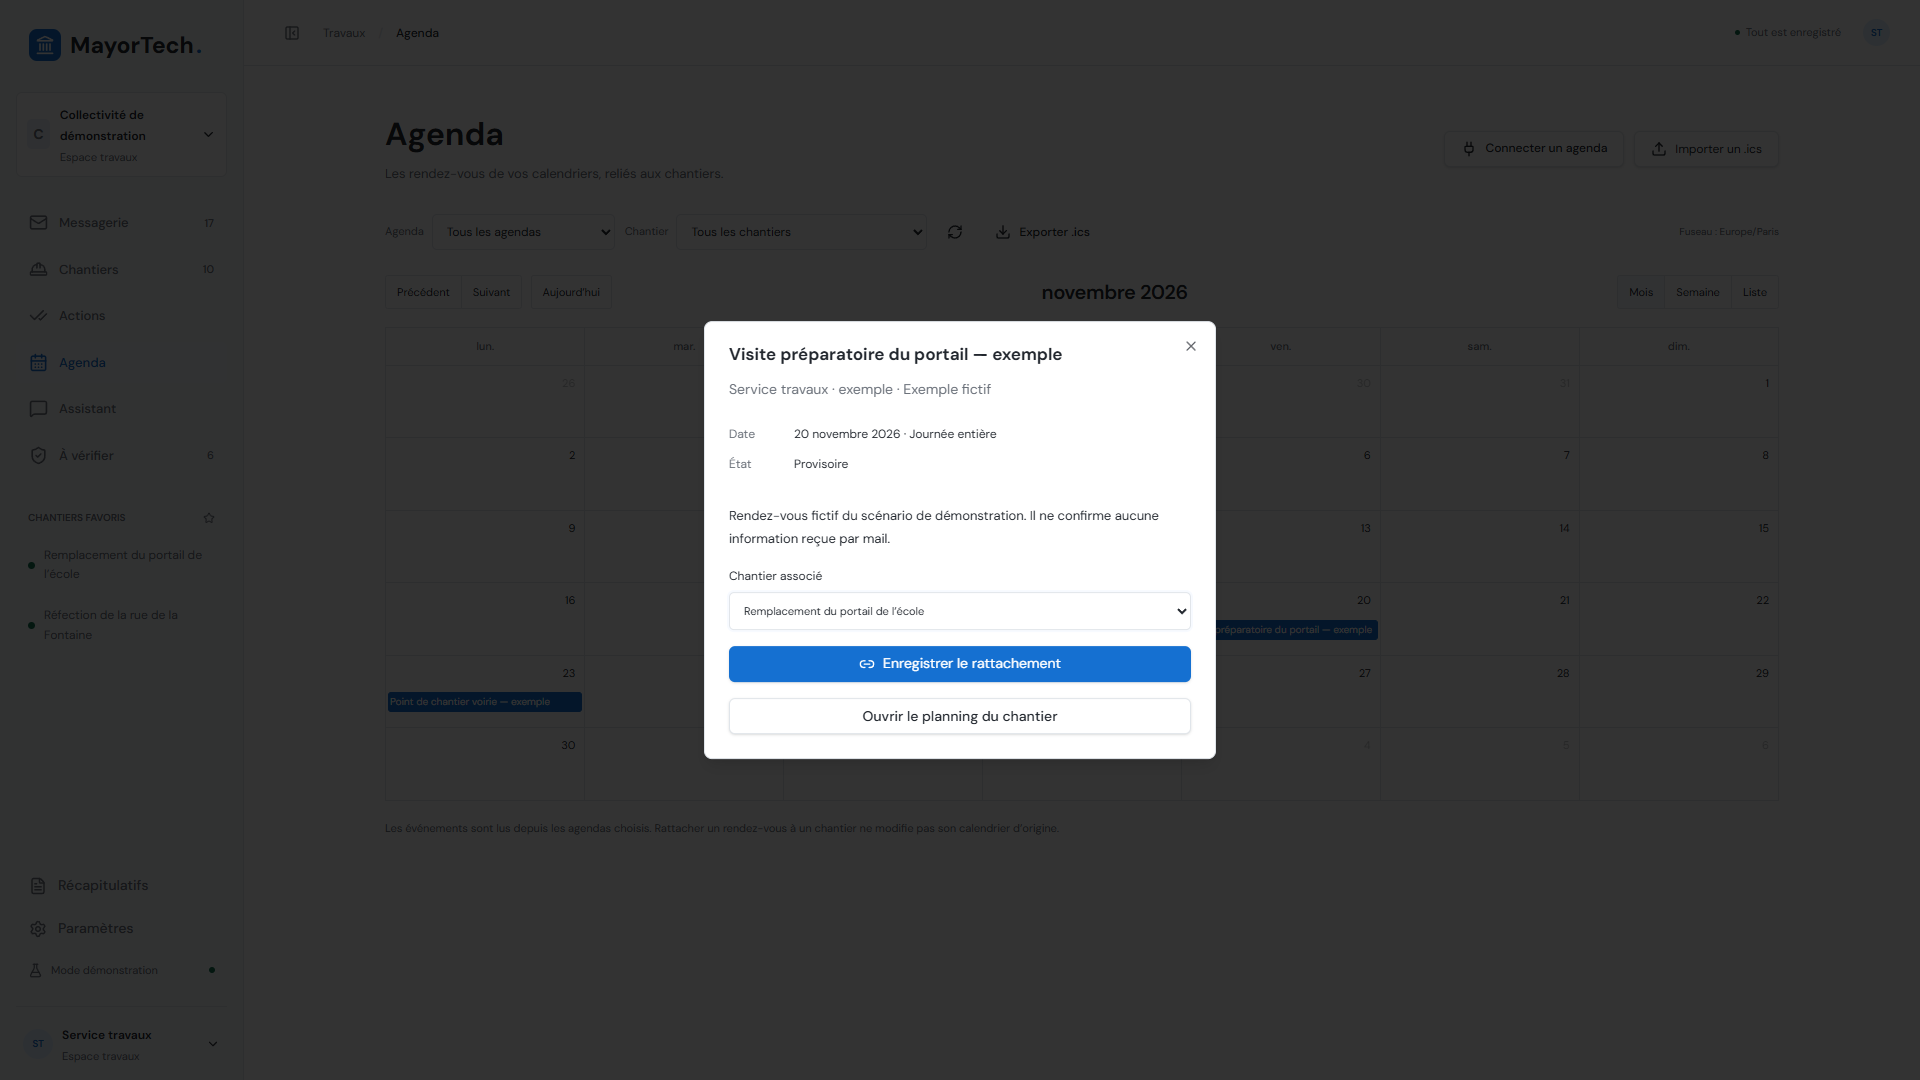 MayorTech.
Travaux / Agenda
Tout est enregistré
ST
C
Collectivité de
démonstration
Espace travaux
Messagerie 17
Chantiers 10
Actions
Agenda
Assistant
À vérifier 6
CHANTIERS FAVORIS
Remplacement du portail de
l'école
Réfection de la rue de la
Fontaine
Récapitulatifs
Paramètres
Mode démonstration
ST
Service travaux
Espace travaux
Agenda
Les rendez-vous de vos calendriers, reliés aux chantiers.
Connecter un agenda
Importer un .ics
Agenda Tous les agendas Chantier Tous les chantiers Exporter .ics
Fuseau : Europe/Paris
Précédent Suivant Aujourd'hui
novembre 2026
Mois Semaine Liste
lun. mar. ven. sam. dim.
26 30 31 1
2 6 7 8
9 13 14 15
16 20 21 22
préparatoire du portail — exemple
23 27 28 29
Point de chantier voirie — exemple
30 4 5 6
Les événements sont lus depuis les agendas choisis. Rattacher un rendez-vous à un chantier ne modifie pas son calendrier d'origine.
Visite préparatoire du portail — exemple
Service travaux · exemple · Exemple fictif
Date 20 novembre 2026 · Journée entière
État Provisoire
Rendez-vous fictif du scénario de démonstration. Il ne confirme aucune
information reçue par mail.
Chantier associé
Remplacement du portail de l'école
Enregistrer le rattachement
Ouvrir le planning du chantier